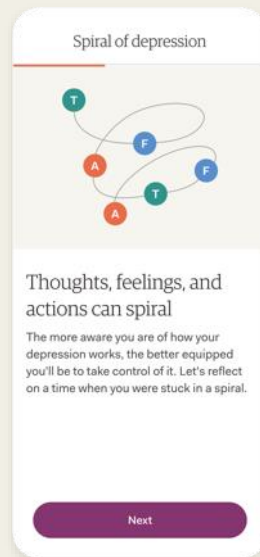 Spiral of depression
T
F
A
F
T
A
Thoughts, feelings, and
actions can spiral
The more aware you are of how your
depression works, the better equipped
you'll be to take control of it. Let's reflect
on a time when you were stuck in a spiral.
Next